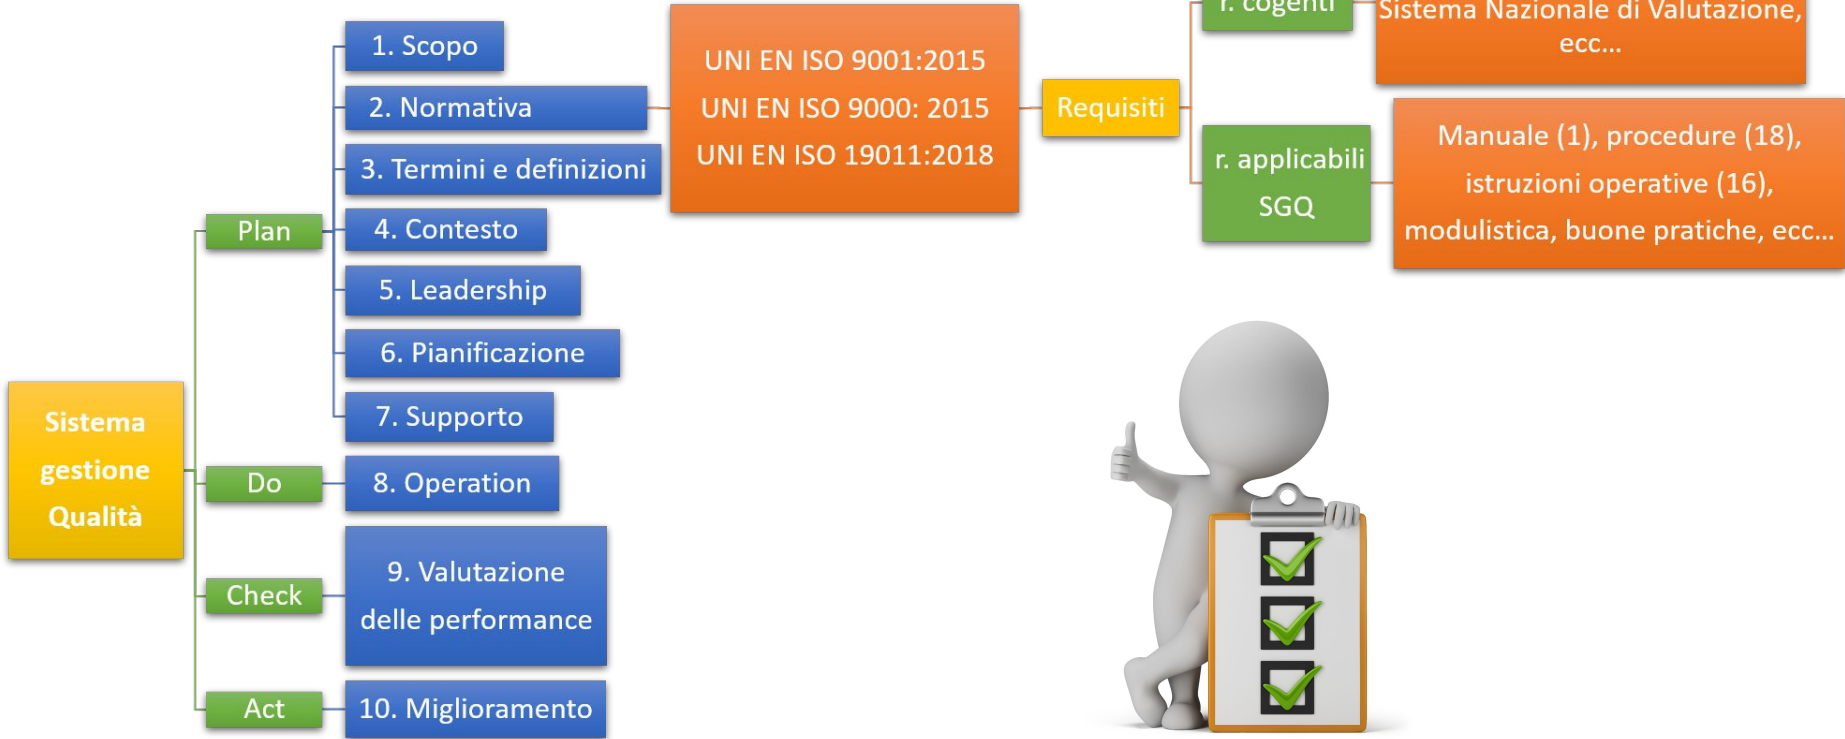 Sistema
gestione
Qualità
Plan
1. Scopo
2. Normativa
3. Termini e definizioni
4. Contesto
5. Leadership
6. Pianificazione
7. Supporto
Do
8. Operation
Check
9. Valutazione
delle performance
Act
10. Miglioramento
UNI EN ISO 9001:2015
UNI EN ISO 9000: 2015
UNI EN ISO 19011:2018
Requisiti
r. cogenti
Sistema Nazionale di Valutazione,
ecc...
r. applicabili
SGQ
Manuale (1), procedure (18),
istruzioni operative (16),
modulistica, buone pratiche, ecc...